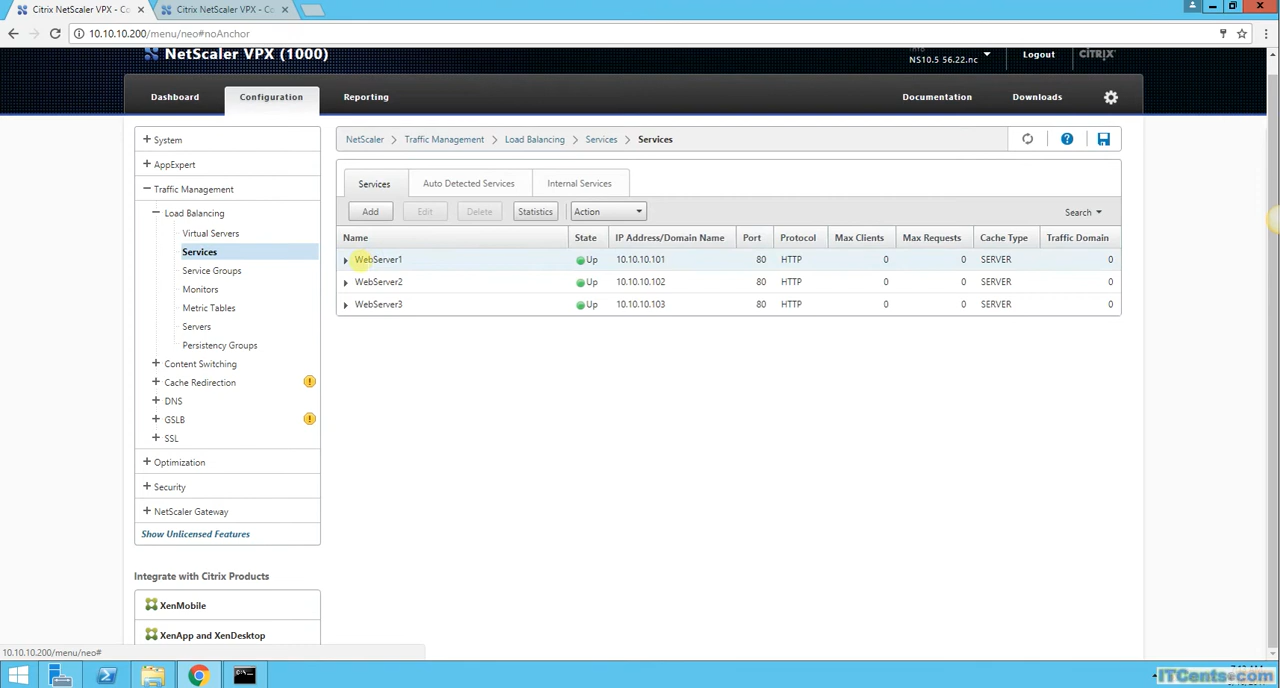 Citrix NetScaler VPX - Co
Citrix NetScaler VPX - Co
10.10.10.200/menu/neo#noAnchor
NetScaler VPX (1000)
Info
NS10.5 56.22.nc
Logout
CITRIX
Dashboard
Configuration
Reporting
Documentation
Downloads
System
AppExpert
Traffic Management
Load Balancing
Virtual Servers
Services
Service Groups
Monitors
Metric Tables
Servers
Persistency Groups
Content Switching
Cache Redirection
DNS
GSLB
SSL
Optimization
Security
NetScaler Gateway
Show Unlicensed Features
Integrate with Citrix Products
XenMobile
XenApp and XenDesktop
NetScaler > Traffic Management > Load Balancing > Services > Services
Services Auto Detected Services Internal Services
Add Edit Delete Statistics Action Search
Name State IP Address/Domain Name Port Protocol Max Clients Max Requests Cache Type Traffic Domain
WebServer1 Up 10.10.10.101 80 HTTP 0 0 SERVER 0
WebServer2 Up 10.10.10.102 80 HTTP 0 0 SERVER 0
WebServer3 Up 10.10.10.103 80 HTTP 0 0 SERVER 0
10.10.10.200/menu/neo#
ITCents.com